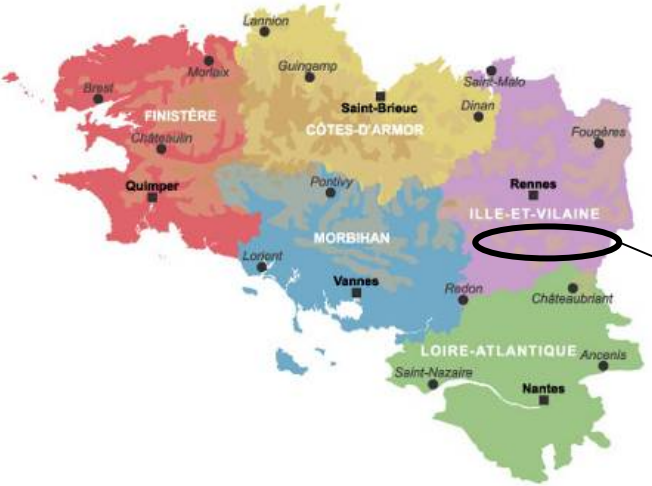 Lannion
Morlaix
Guingamp
Saint-Malo
Brest
Saint-Brieuc
Dinan
FINISTÈRE
CÔTES-D'ARMOR
Fougères
Châteaulin
Quimper
Pontivy
Rennes
ILLE-ET-VILAINE
MORBIHAN
Lorient
Vannes
Redon
Châteaubriant
LOIRE-ATLANTIQUE
Ancenis
Saint-Nazaire
Nantes